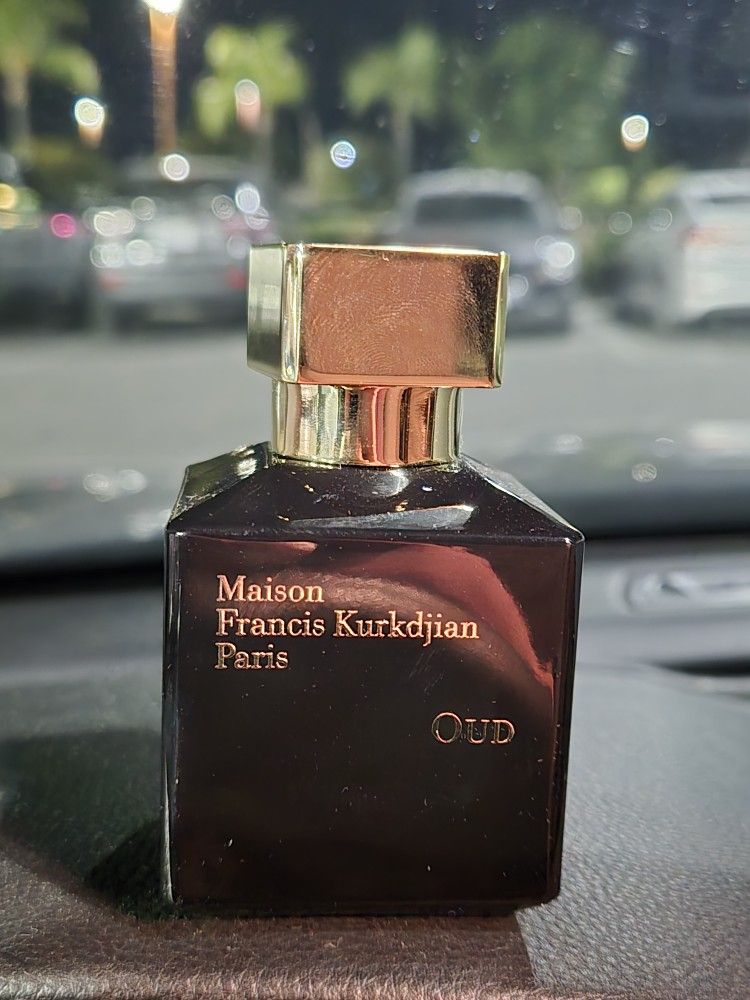 Maison
Francis Kurkdjian
Paris
OUD